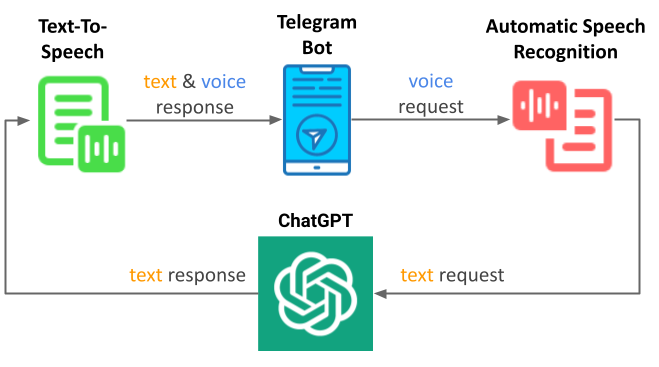 Text-To-
Speech
Telegram
Bot
Automatic Speech
Recognition
text & voice
response
voice
request
ChatGPT
text response
text request